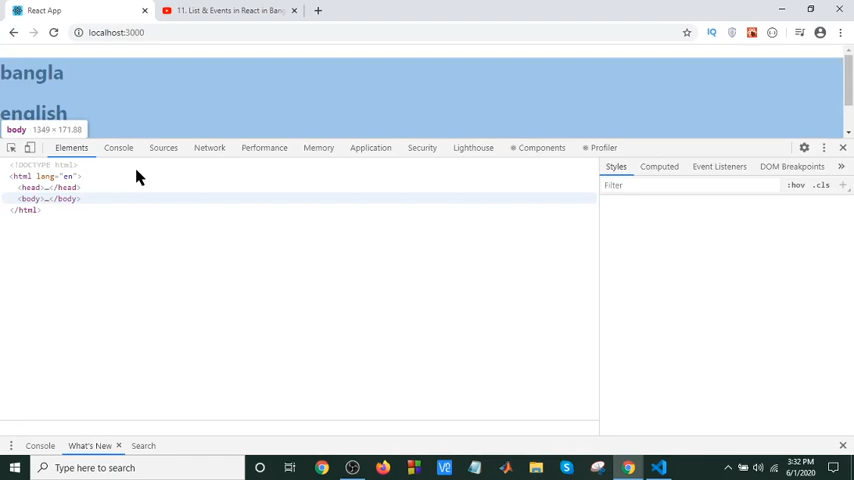 React App
11. List & Events in React in Bang
localhost:3000
IQ
bangla
english
body 1349 × 171.88
Elements Console Sources Network Performance Memory Application Security Lighthouse Components Profiler
<!DOCTYPE html>
<html lang="en">
<head>…</head>
<body>…</body>
</html>
Styles Computed Event Listeners DOM Breakpoints »
Filter
:hov .cls +
Console What's New × Search
Type here to search
3:32 PM
6/1/2020